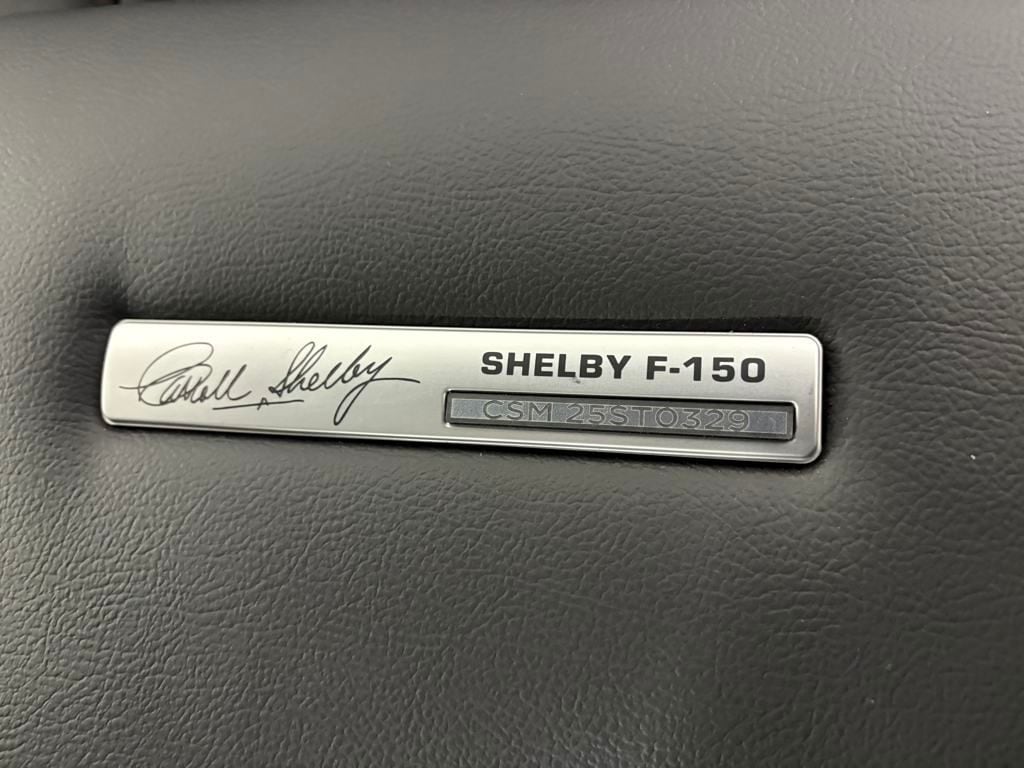 Carroll Shelby
SHELBY F-150
CSM 25ST0329